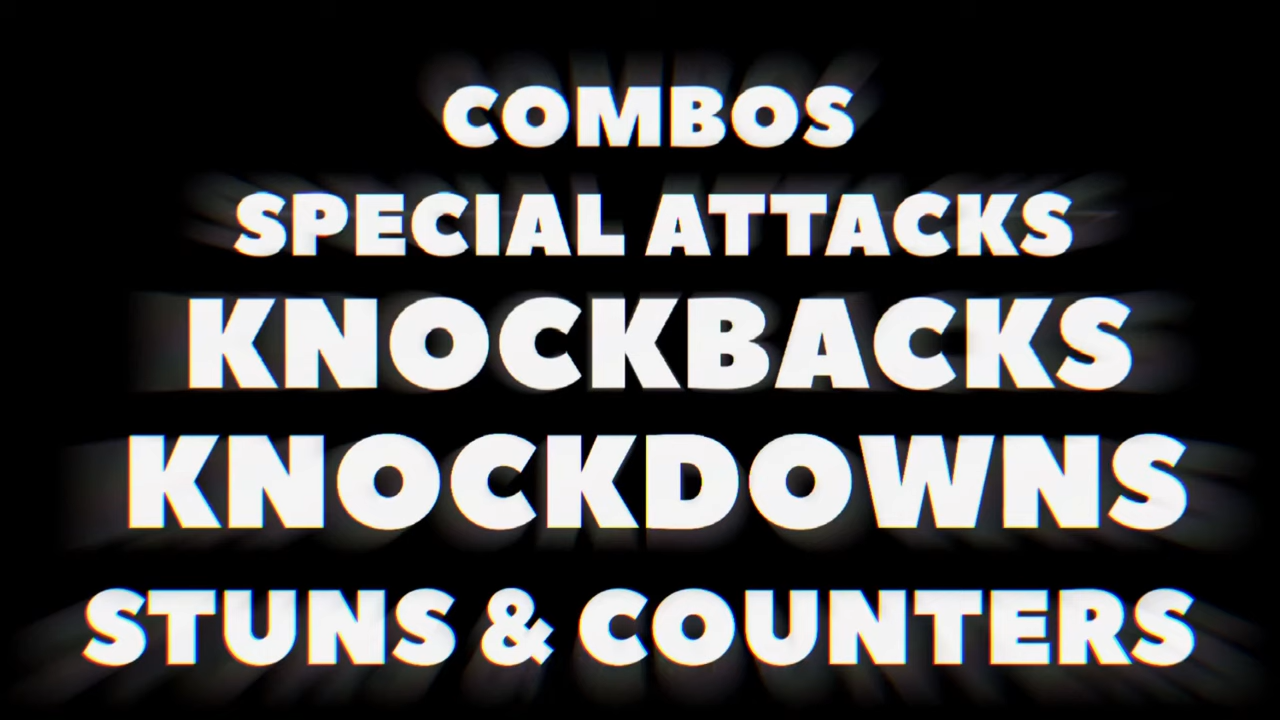 COMBOS
SPECIAL ATTACKS
KNOCKBACKS
KNOCKDOWNS
STUNS & COUNTERS